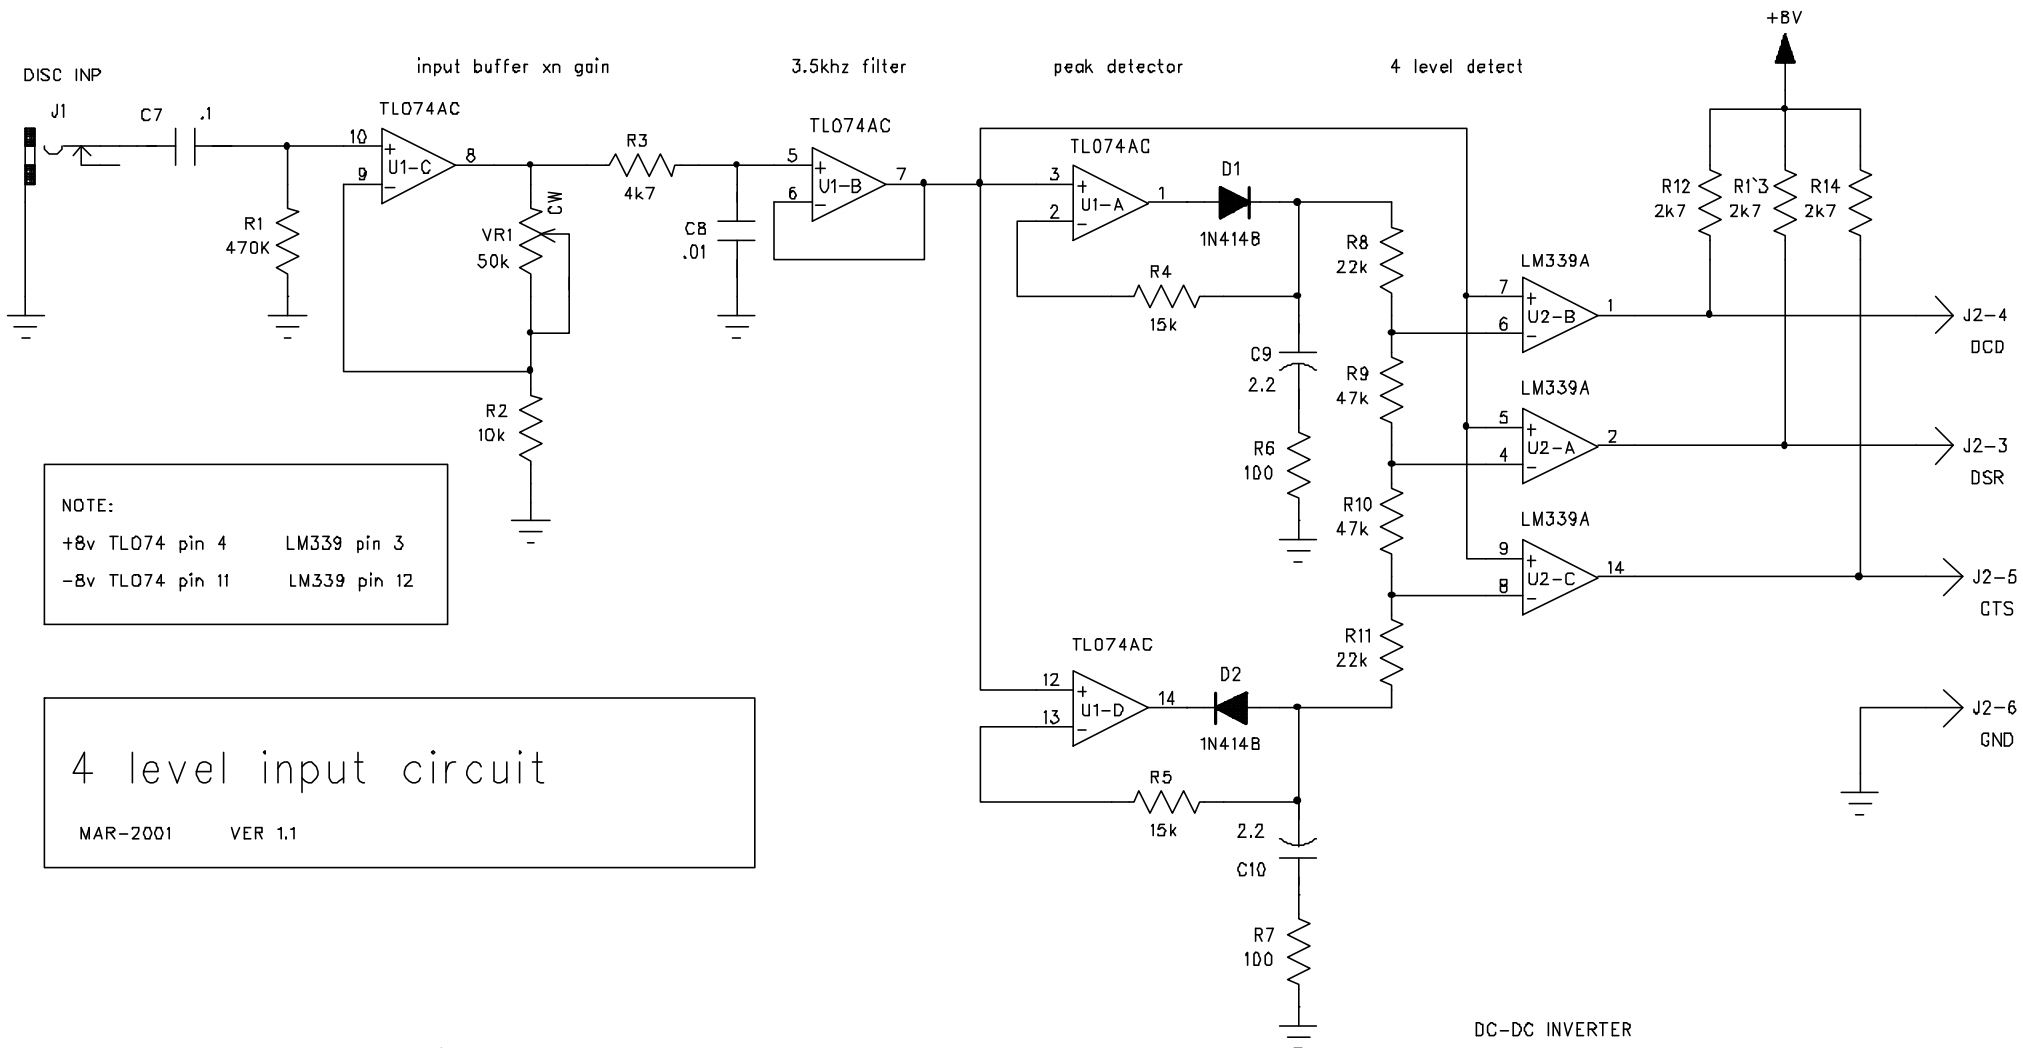 +8V
DISC INP
input buffer xn gain
3.5khz filter
peak detector
4 level detect
J1
C7
.1
TL074AC
10
+
U1-C
9
-
8
R1
470K
CW
VR1
50k
R2
10k
R3
4k7
C8
.01
TL074AC
5
+
U1-B
6
-
7
TL074AC
3
+
U1-A
2
-
1
D1
1N4148
R4
15k
C9
2.2
R6
100
R8
22k
R9
47k
R10
47k
R11
22k
R12
2k7
R1`3
2k7
R14
2k7
LM339A
7
+
U2-B
6
-
1
J2-4
DCD
LM339A
5
+
U2-A
4
-
2
J2-3
DSR
LM339A
9
+
U2-C
8
-
14
J2-5
CTS
TL074AC
12
+
U1-D
13
-
14
D2
1N4148
R5
15k
2.2
C10
R7
100
J2-6
GND
NOTE:
+8v TL074 pin 4 LM339 pin 3
-8v TL074 pin 11 LM339 pin 12
4 level input circuit
MAR-2001 VER 1.1
DC-DC INVERTER